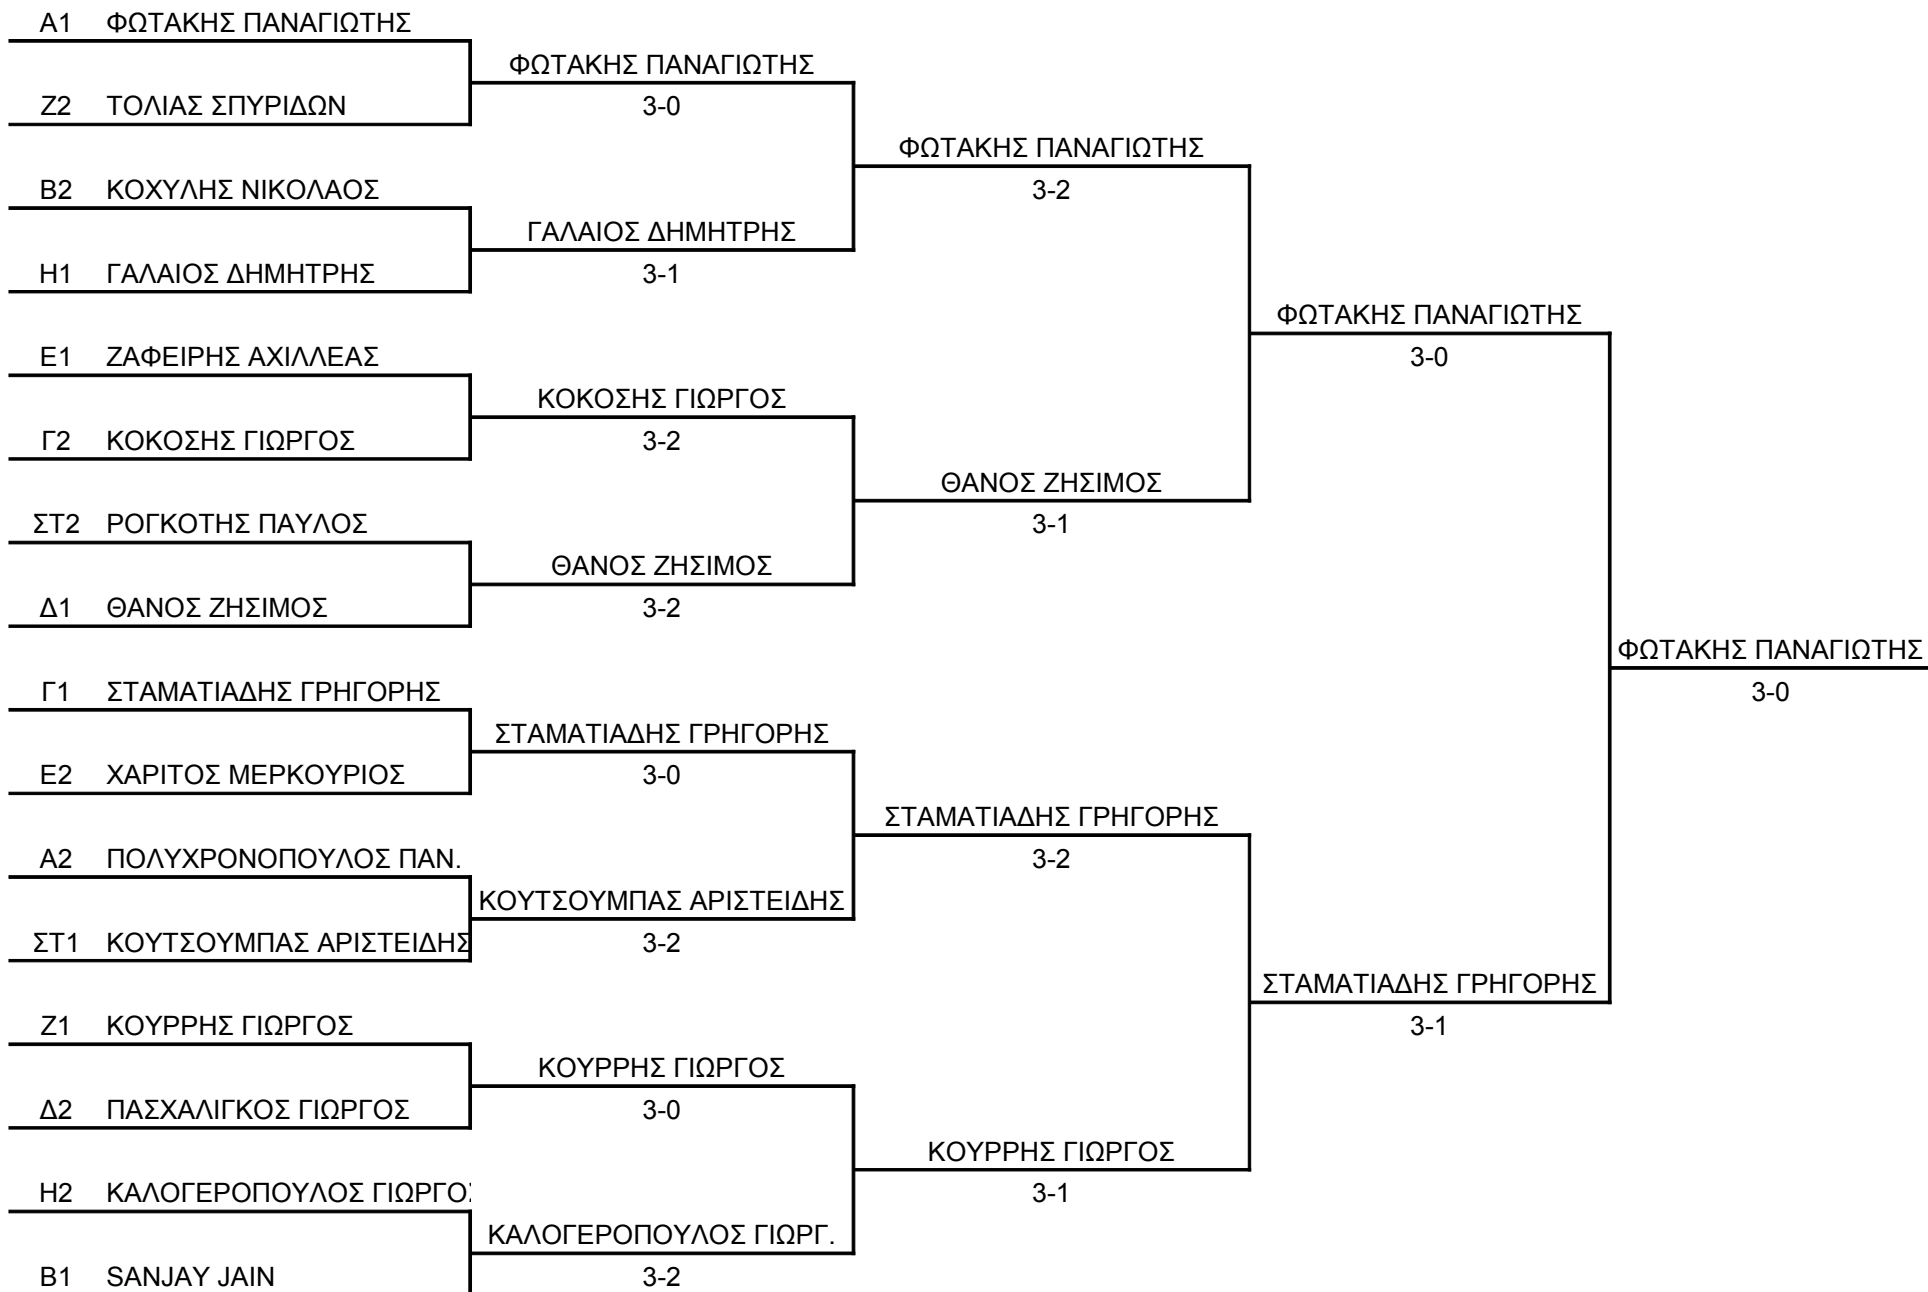 Α1 ΦΩΤΑΚΗΣ ΠΑΝΑΓΙΩΤΗΣ
ΦΩΤΑΚΗΣ ΠΑΝΑΓΙΩΤΗΣ
Ζ2 ΤΟΛΙΑΣ ΣΠΥΡΙΔΩΝ
3-0
ΦΩΤΑΚΗΣ ΠΑΝΑΓΙΩΤΗΣ
Β2 ΚΟΧΥΛΗΣ ΝΙΚΟΛΑΟΣ
3-2
ΓΑΛΑΙΟΣ ΔΗΜΗΤΡΗΣ
Η1 ΓΑΛΑΙΟΣ ΔΗΜΗΤΡΗΣ
3-1
ΦΩΤΑΚΗΣ ΠΑΝΑΓΙΩΤΗΣ
Ε1 ΖΑΦΕΙΡΗΣ ΑΧΙΛΛΕΑΣ
3-0
ΚΟΚΟΣΗΣ ΓΙΩΡΓΟΣ
Γ2 ΚΟΚΟΣΗΣ ΓΙΩΡΓΟΣ
3-2
ΘΑΝΟΣ ΖΗΣΙΜΟΣ
ΣΤ2 ΡΟΓΚΟΤΗΣ ΠΑΥΛΟΣ
3-1
ΘΑΝΟΣ ΖΗΣΙΜΟΣ
Δ1 ΘΑΝΟΣ ΖΗΣΙΜΟΣ
3-2
ΦΩΤΑΚΗΣ ΠΑΝΑΓΙΩΤΗΣ
Γ1 ΣΤΑΜΑΤΙΑΔΗΣ ΓΡΗΓΟΡΗΣ
3-0
ΣΤΑΜΑΤΙΑΔΗΣ ΓΡΗΓΟΡΗΣ
Ε2 ΧΑΡΙΤΟΣ ΜΕΡΚΟΥΡΙΟΣ
3-0
ΣΤΑΜΑΤΙΑΔΗΣ ΓΡΗΓΟΡΗΣ
Α2 ΠΟΛΥΧΡΟΝΟΠΟΥΛΟΣ ΠΑΝ.
3-2
ΚΟΥΤΣΟΥΜΠΑΣ ΑΡΙΣΤΕΙΔΗΣ
ΣΤ1 ΚΟΥΤΣΟΥΜΠΑΣ ΑΡΙΣΤΕΙΔΗΣ
3-2
ΣΤΑΜΑΤΙΑΔΗΣ ΓΡΗΓΟΡΗΣ
Ζ1 ΚΟΥΡΡΗΣ ΓΙΩΡΓΟΣ
3-1
ΚΟΥΡΡΗΣ ΓΙΩΡΓΟΣ
Δ2 ΠΑΣΧΑΛΙΓΚΟΣ ΓΙΩΡΓΟΣ
3-0
ΚΟΥΡΡΗΣ ΓΙΩΡΓΟΣ
Η2 ΚΑΛΟΓΕΡΟΠΟΥΛΟΣ ΓΙΩΡΓΟΣ
3-1
ΚΑΛΟΓΕΡΟΠΟΥΛΟΣ ΓΙΩΡΓ.
Β1 SANJAY JAIN
3-2